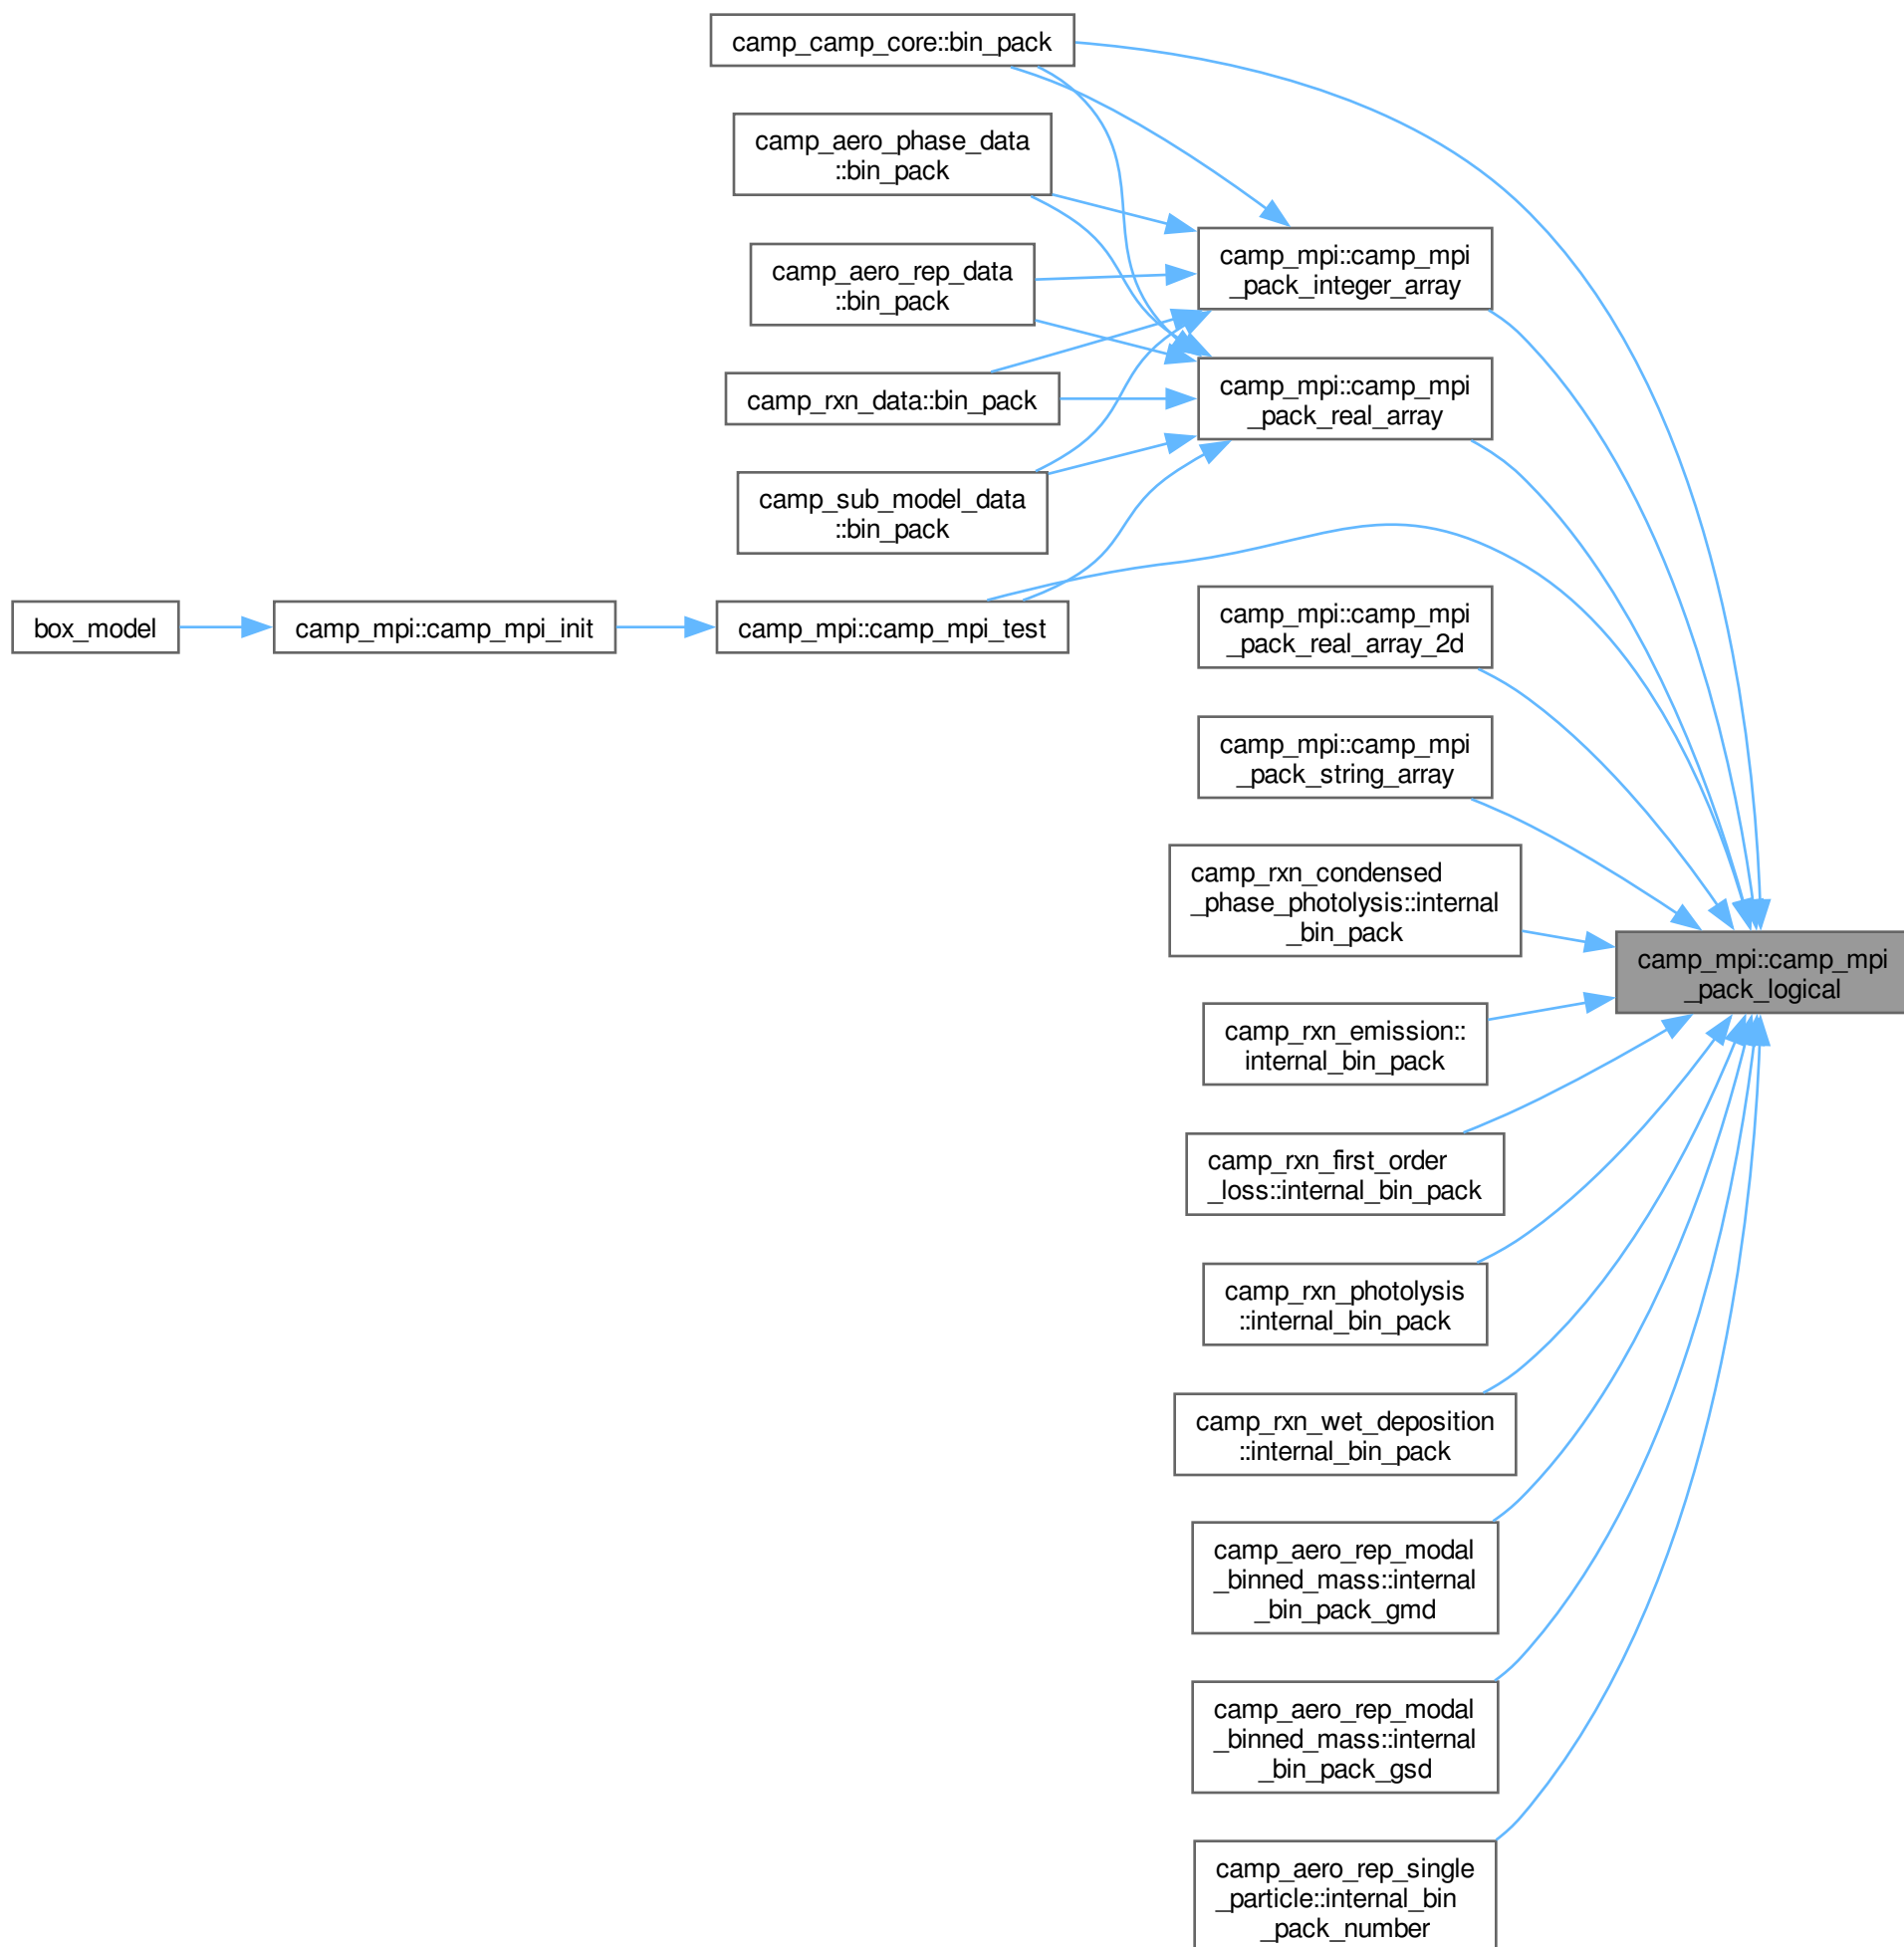 camp_camp_core::bin_pack
camp_aero_phase_data
::bin_pack
camp_aero_rep_data
::bin_pack
camp_rxn_data::bin_pack
camp_sub_model_data
::bin_pack
box_model
camp_mpi::camp_mpi_init
camp_mpi::camp_mpi_test
camp_mpi::camp_mpi
_pack_integer_array
camp_mpi::camp_mpi
_pack_real_array
camp_mpi::camp_mpi
_pack_real_array_2d
camp_mpi::camp_mpi
_pack_string_array
camp_rxn_condensed
_phase_photolysis::internal
_bin_pack
camp_rxn_emission::
internal_bin_pack
camp_rxn_first_order
_loss::internal_bin_pack
camp_rxn_photolysis
::internal_bin_pack
camp_rxn_wet_deposition
::internal_bin_pack
camp_aero_rep_modal
_binned_mass::internal
_bin_pack_gmd
camp_aero_rep_modal
_binned_mass::internal
_bin_pack_gsd
camp_aero_rep_single
_particle::internal_bin
_pack_number
camp_mpi::camp_mpi
_pack_logical